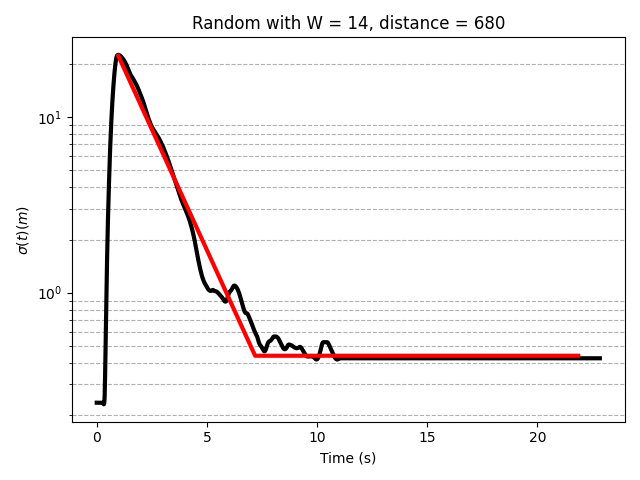 Random with W = 14, distance = 680
10¹
10⁰
σ(t)(m)
0 5 10 15 20
Time (s)